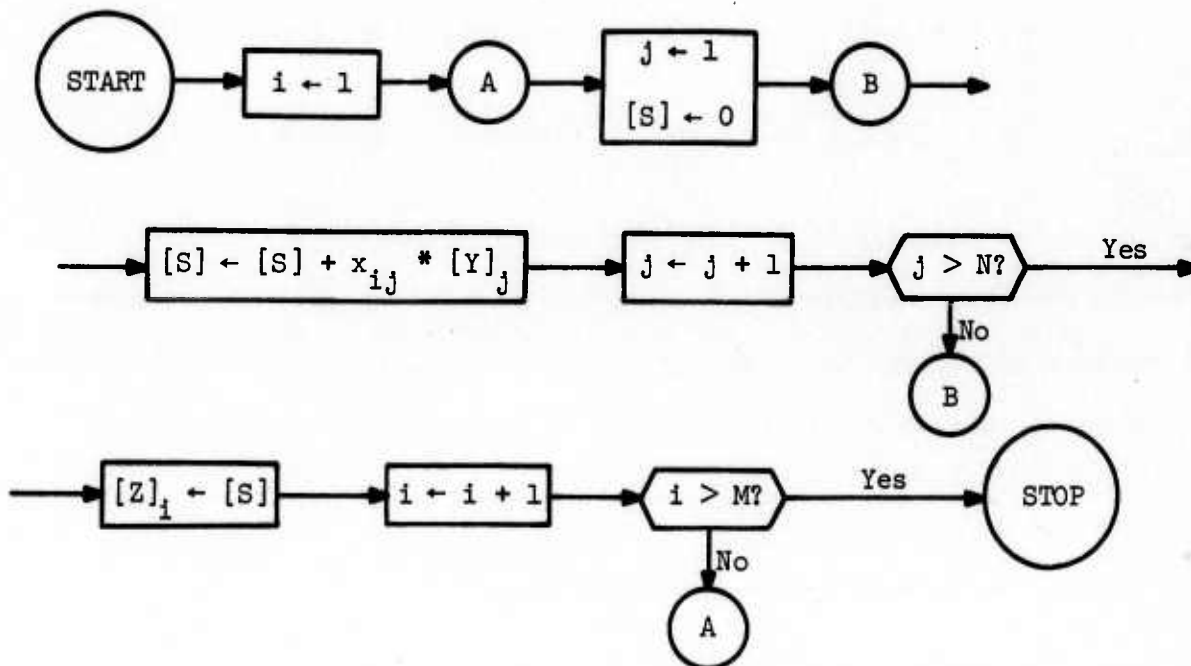 START
i ← 1
A
j ← 1
[S] ← 0
B
[S] ← [S] + x_ij * [Y]_j
j ← j + 1
j > N?
Yes
No
B
[Z]_i ← [S]
i ← i + 1
i > M?
Yes
STOP
No
A